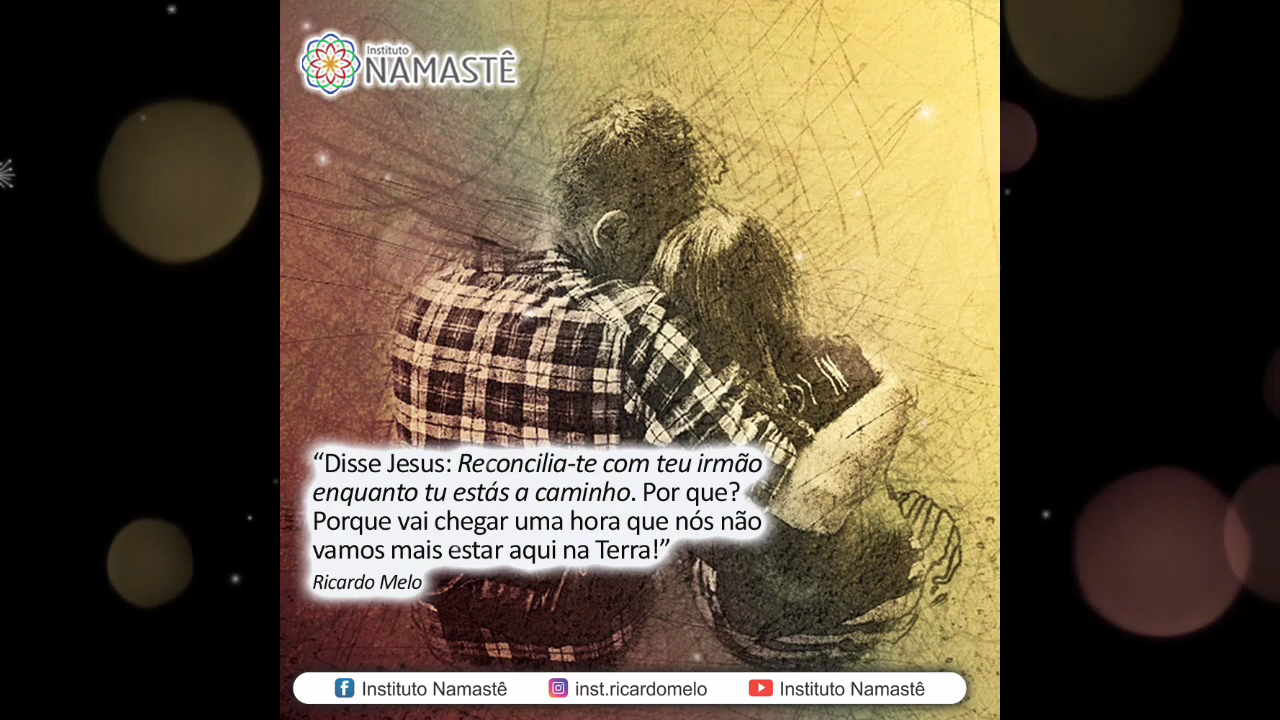 Instituto
NAMASTÊ
“Disse Jesus: Reconcilia-te com teu irmão
enquanto tu estás a caminho. Por que?
Porque vai chegar uma hora que nós não
vamos mais estar aqui na Terra!”
Ricardo Melo
Instituto Namastê inst.ricardomelo Instituto Namastê